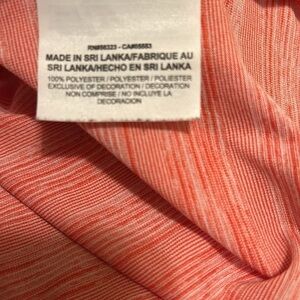 RN#56323 - CA#05553
MADE IN SRI LANKA/FABRIQUE AU
SRI LANKA/HECHO EN SRI LANKA
100% POLYESTER / POLYESTER / POLIESTER
EXCLUSIVE OF DECORATION / DECORATION
NON COMPRISE / NO INCLUYE LA
DECORACION